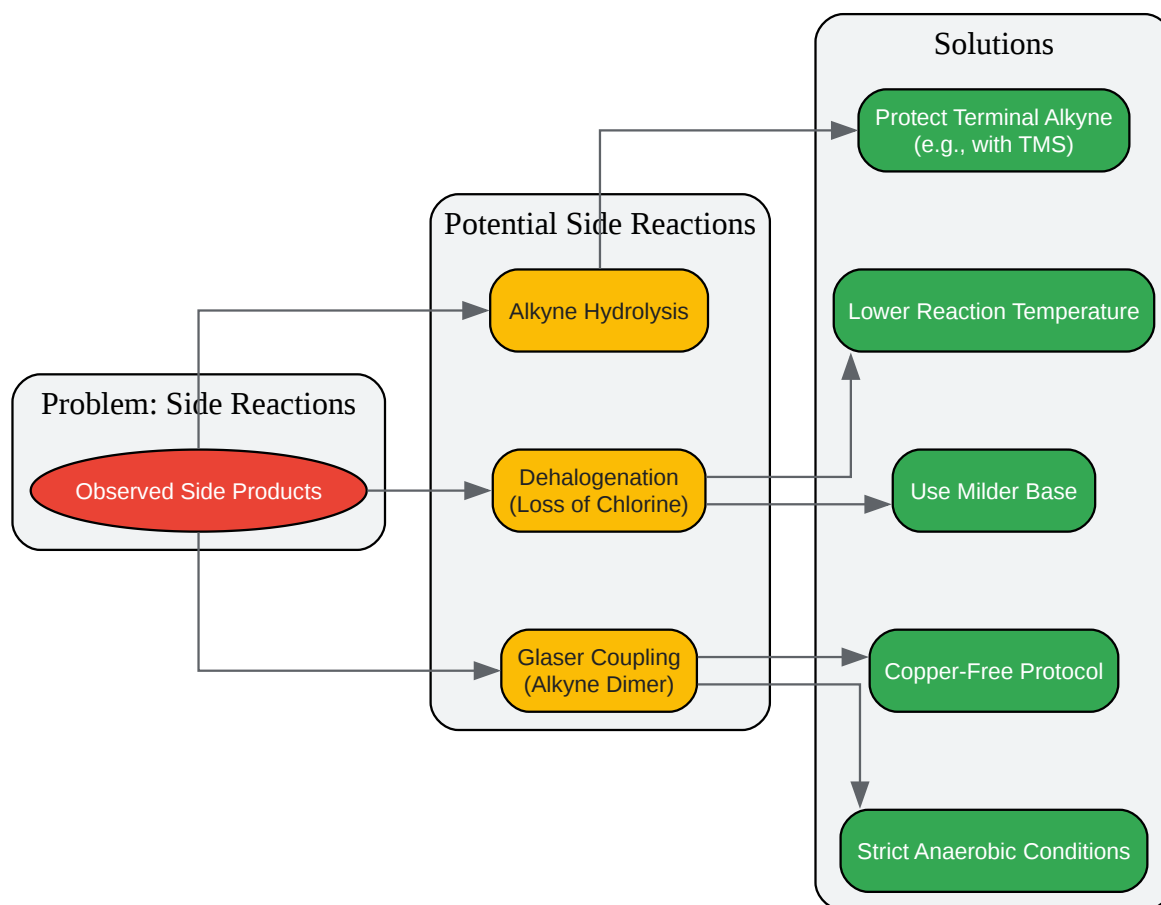 Problem: Side Reactions
Observed Side Products
Potential Side Reactions
Alkyne Hydrolysis
Dehalogenation
(Loss of Chlorine)
Glaser Coupling
(Alkyne Dimer)
Solutions
Protect Terminal Alkyne
(e.g., with TMS)
Lower Reaction Temperature
Use Milder Base
Copper-Free Protocol
Strict Anaerobic Conditions